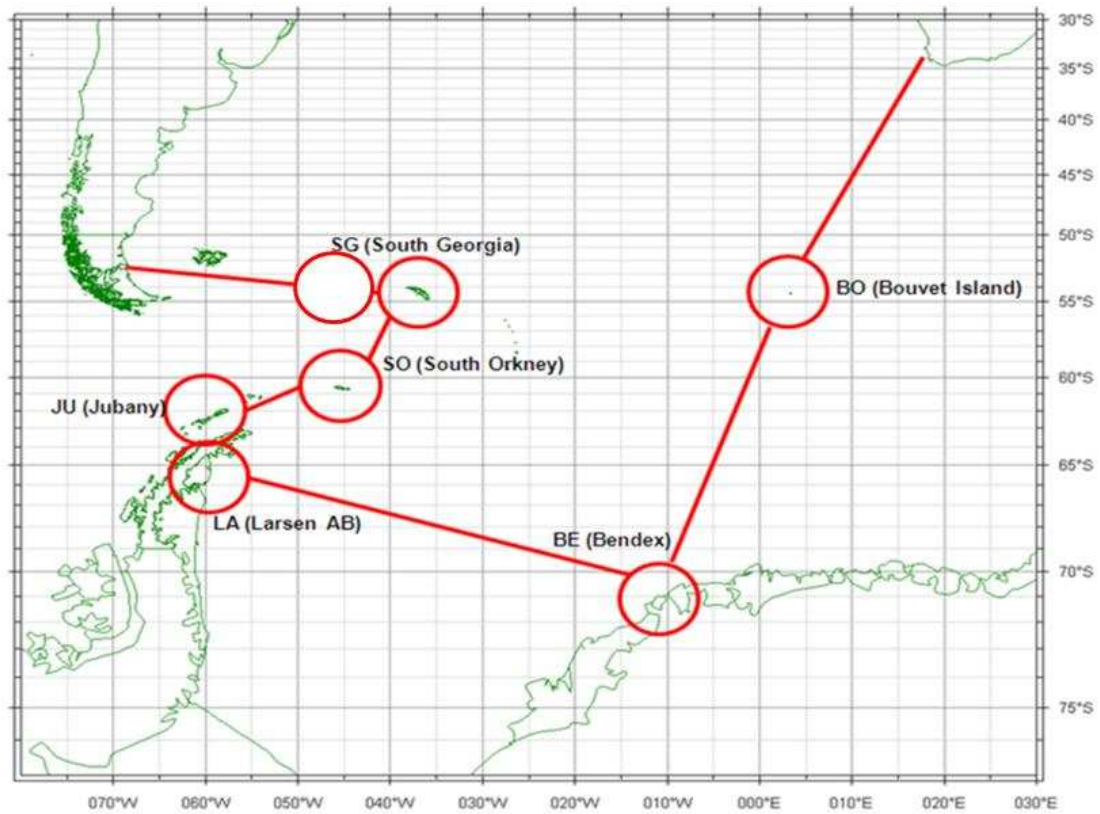 30°S
35°S
40°S
45°S
50°S
SG (South Georgia)
BO (Bouvet Island)
55°S
SO (South Orkney)
60°S
JU (Jubany)
65°S
LA (Larsen AB)
BE (Bendex)
70°S
75°S
070°W 060°W 050°W 040°W 030°W 020°W 010°W 000°E 010°E 020°E 030°E